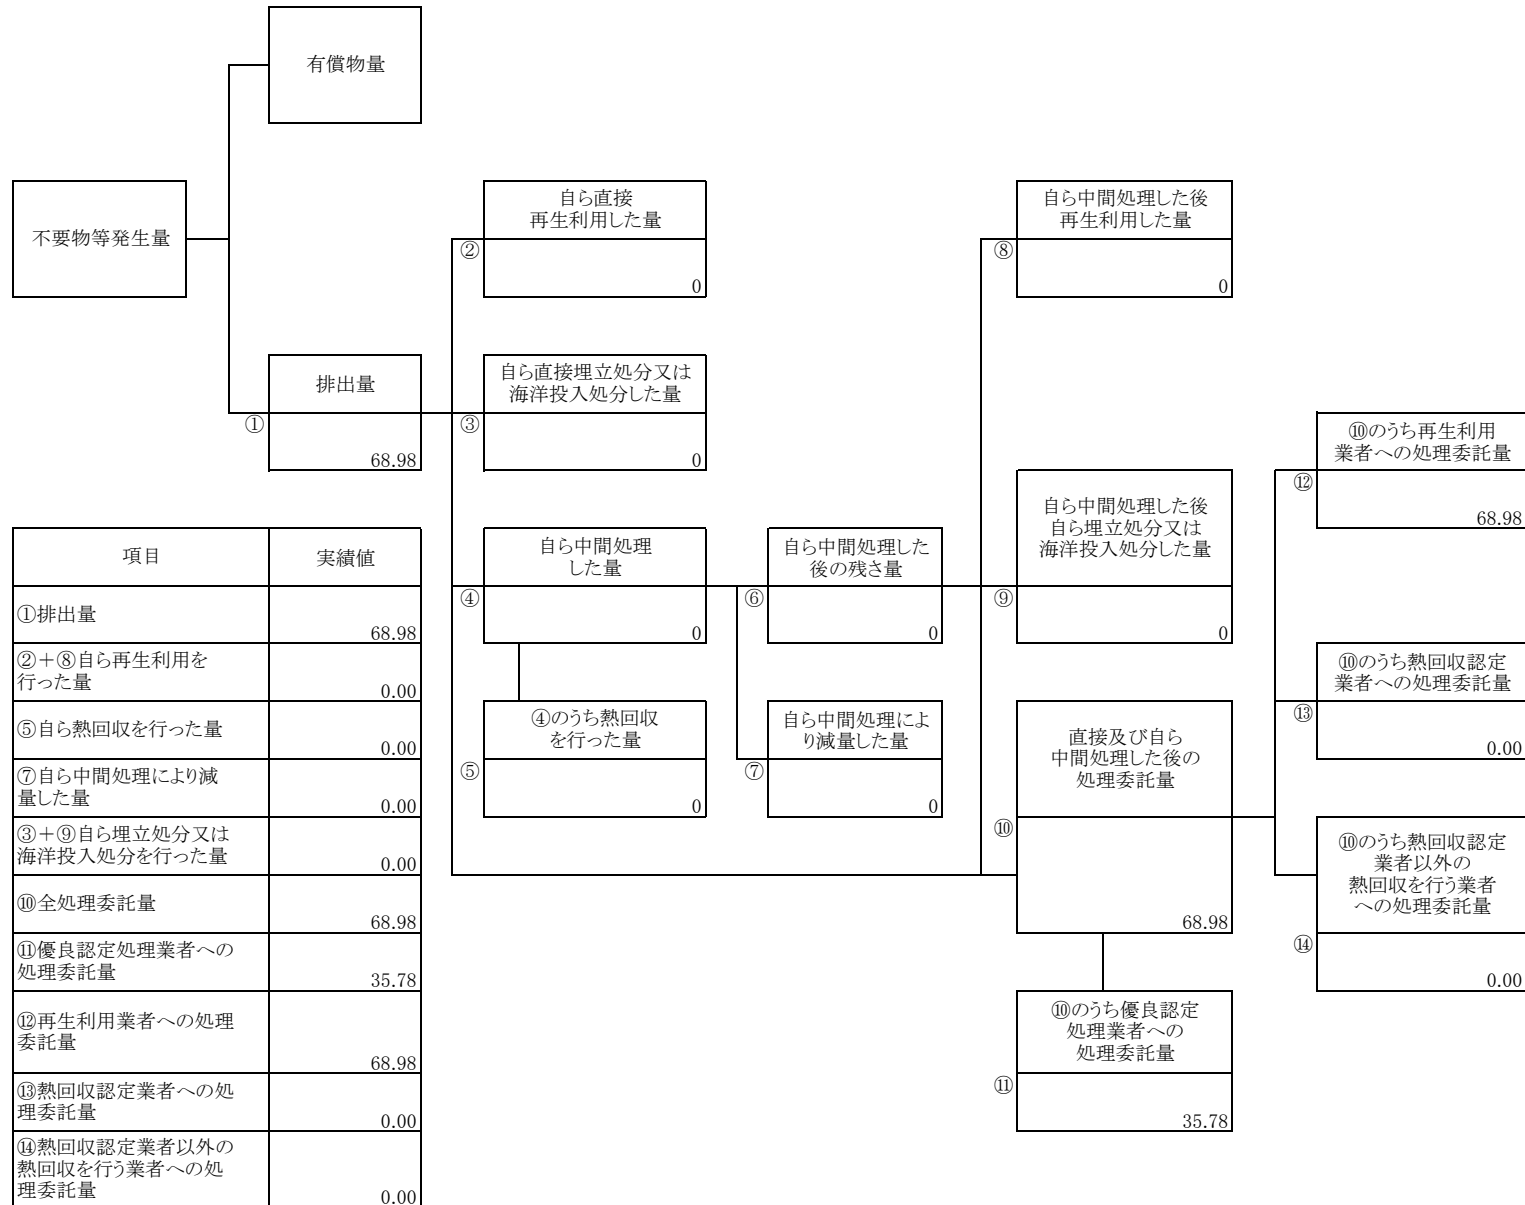 有償物量
不要物等発生量
自ら直接
再生利用した量
②
0
自ら中間処理した後
再生利用した量
⑧
0
排出量
①
68.98
自ら直接埋立処分又は
海洋投入処分した量
③
0
⑩のうち再生利用
業者への処理委託量
⑫
68.98
自ら中間処理した後
自ら埋立処分又は
海洋投入処分した量
⑨
0
自ら中間処理
した量
④
0
自ら中間処理した
後の残さ量
⑥
0
⑩のうち熱回収認定
業者への処理委託量
⑬
0.00
④のうち熱回収
を行った量
⑤
0
自ら中間処理によ
り減量した量
⑦
0
直接及び自ら
中間処理した後の
処理委託量
⑩
68.98
⑩のうち熱回収認定
業者以外の
熱回収を行う業者
への処理委託量
⑭
0.00
⑩のうち優良認定
処理業者への
処理委託量
⑪
35.78
項目 実績値
①排出量
68.98
②+⑧自ら再生利用を
行った量
0.00
⑤自ら熱回収を行った量
0.00
⑦自ら中間処理により減
量した量
0.00
③+⑨自ら埋立処分又は
海洋投入処分を行った量
0.00
⑩全処理委託量
68.98
⑪優良認定処理業者への
処理委託量
35.78
⑫再生利用業者への処理
委託量
68.98
⑬熱回収認定業者への処
理委託量
0.00
⑭熱回収認定業者以外の
熱回収を行う業者への処
理委託量
0.00